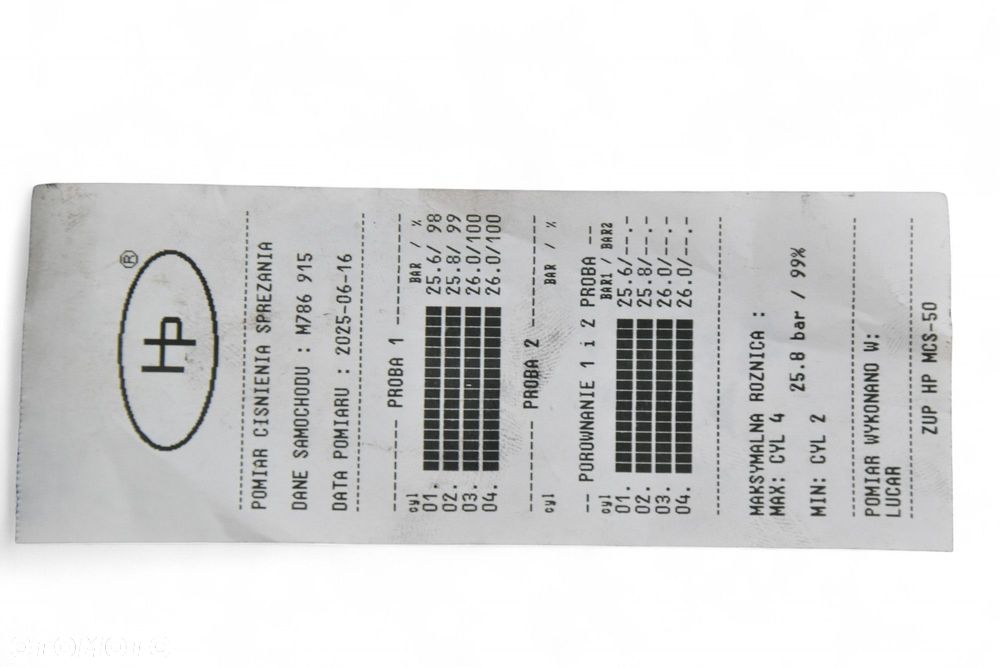 HP ®
POMIAR CISNIENIA SPREZANIA
DANE SAMOCHODU : M786 915
DATA POMIARU : 2025-06-16
------- PROBA 1 -------
cyl BAR / %
01. 25.6/ 98
02. 25.8/ 99
03. 26.0/100
04. 26.0/100
------- PROBA 2 -------
cyl BAR / %
-- POROWNANIE 1 i 2 PROBA --
cyl BAR1 / BAR2
01. 25.6/--.-
02. 25.8/--.-
03. 26.0/--.-
04. 26.0/--.-
MAKSYMALNA ROZNICA :
MAX: CYL 4
25.8 bar / 99%
MIN: CYL 2
POMIAR WYKONANO W:
LUCAR
ZUP HP MCS-50
OTOMOTO